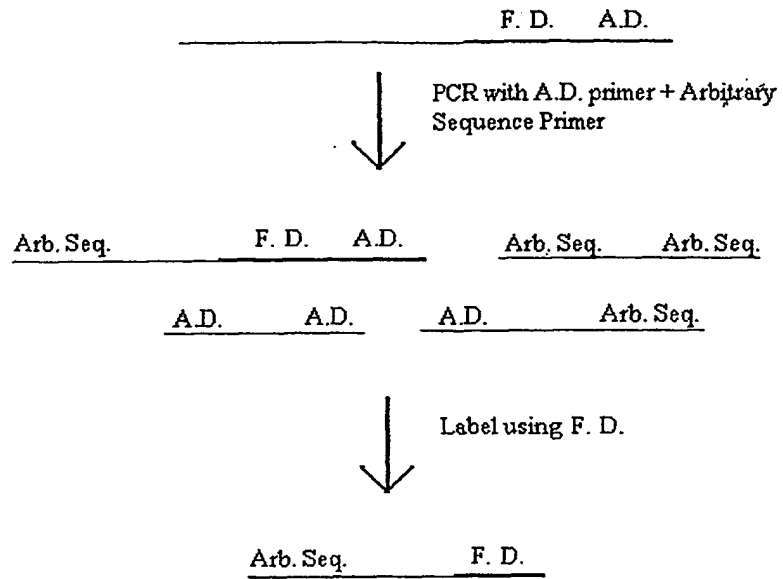 F. D. A.D.
PCR with A.D. primer + Arbitrary
Sequence Primer
Arb. Seq. F. D. A.D. Arb. Seq. Arb. Seq.
A.D. A.D. A.D. Arb. Seq.
Label using F. D.
Arb. Seq. F. D.